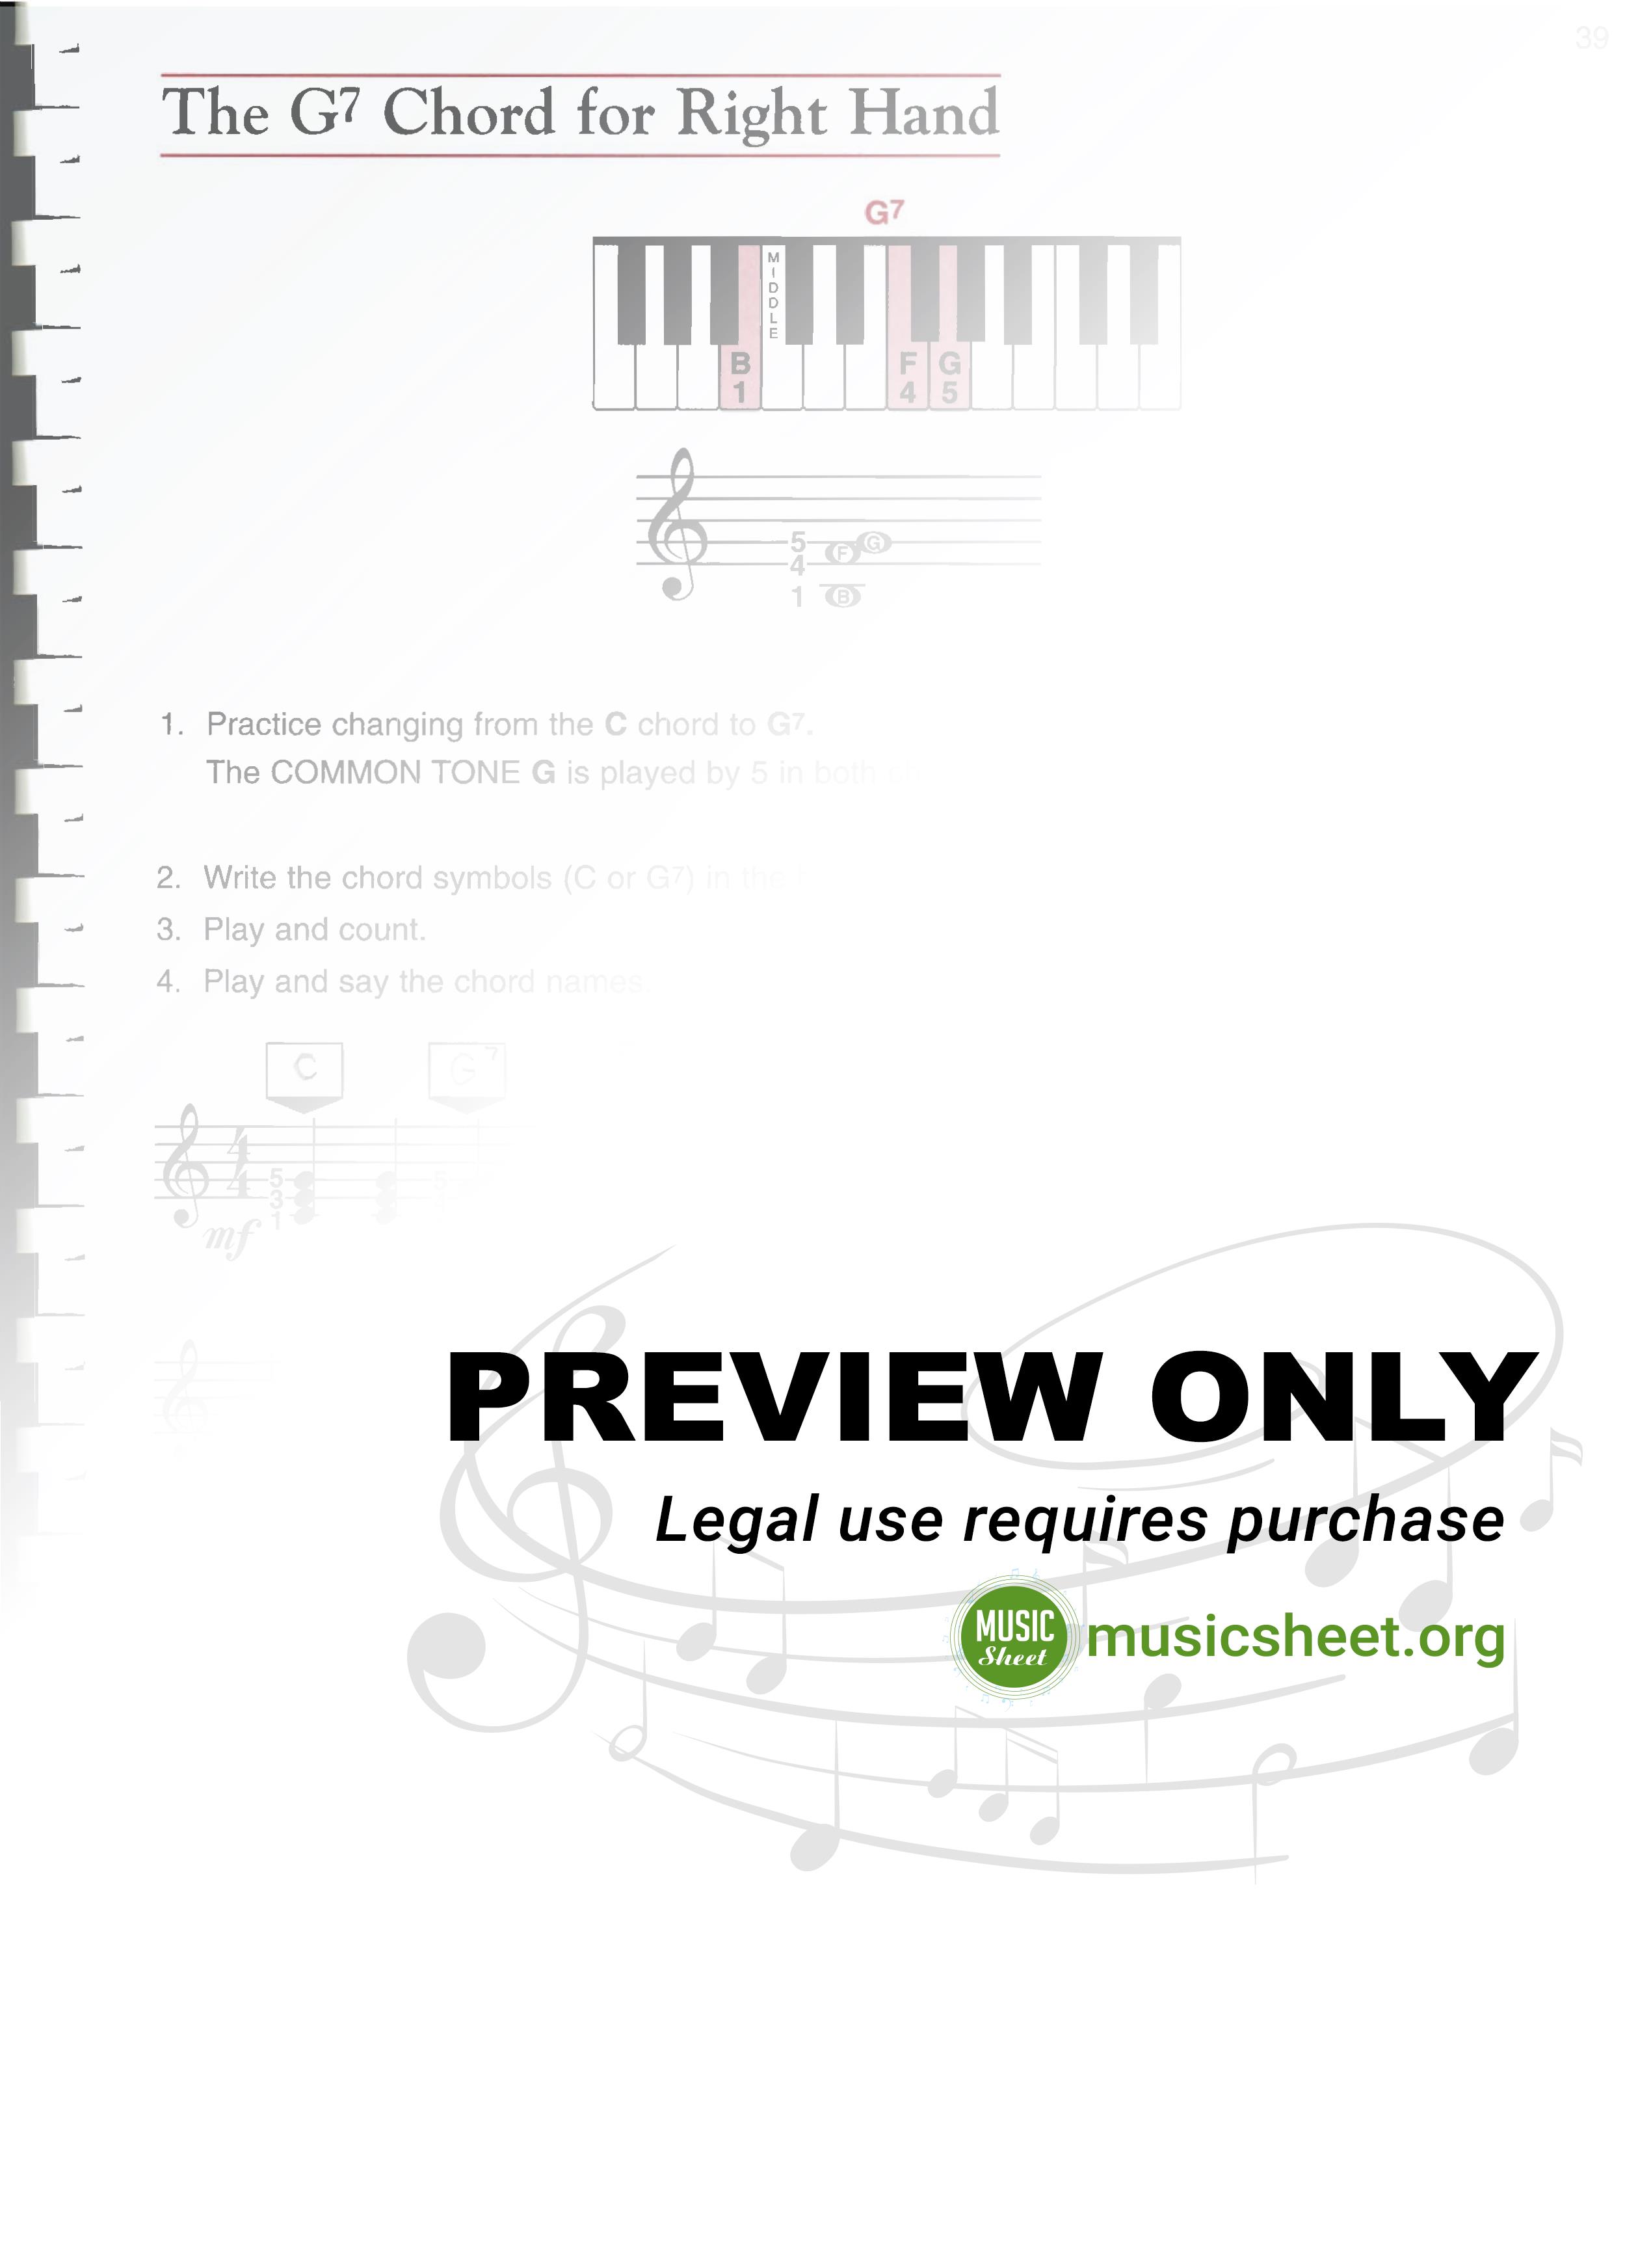 39
The G7 Chord for Right Hand
G7
MIDDLE
B F G
1 4 5
5 F G
4
1 B
1. Practice changing from the C chord to G7.
The COMMON TONE G is played by 5 in both
2. Write the chord symbols (C or G7) in the
3. Play and count.
4. Play and say the chord names.
C G7
4
4
5 5
3 4
1
mf
PREVIEW ONLY
Legal use requires purchase
MUSIC
Sheet
musicsheet.org